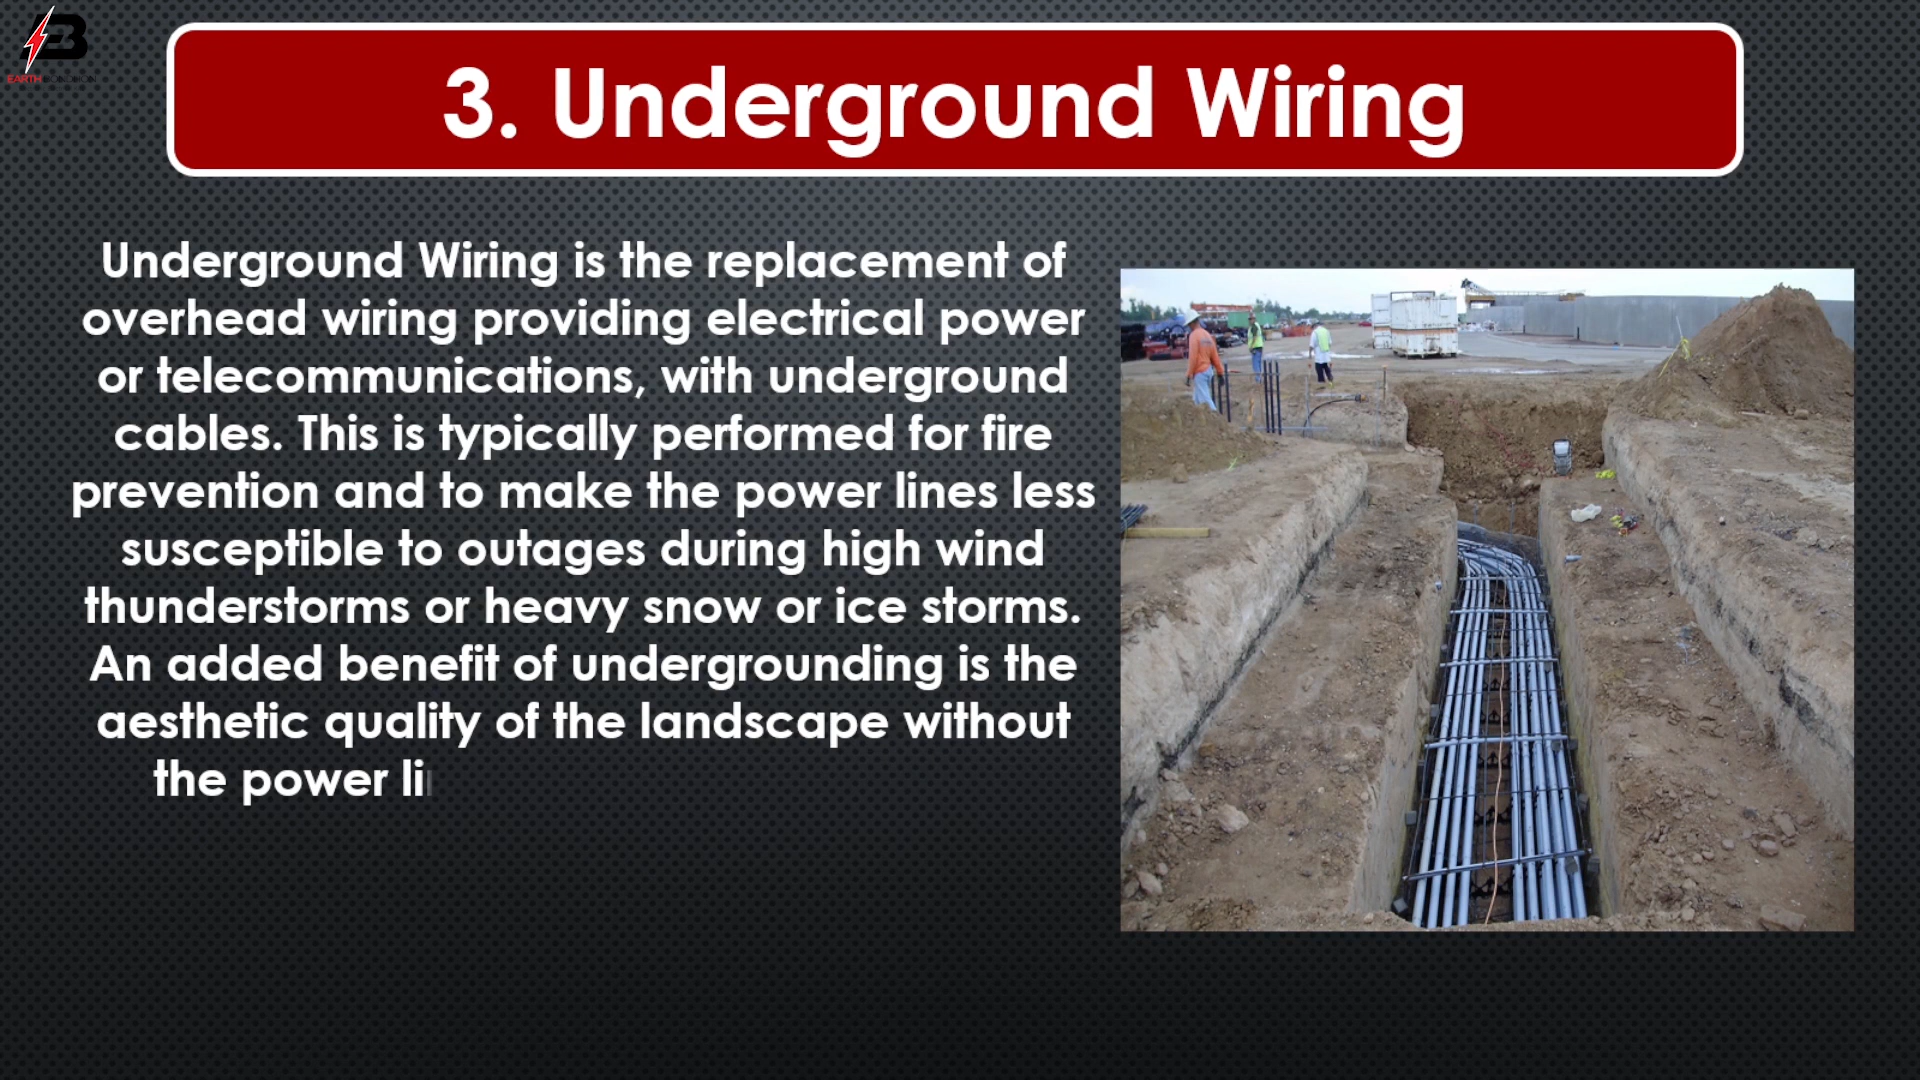 EARTH
3. Underground Wiring
Underground Wiring is the replacement of
overhead wiring providing electrical power
or telecommunications, with underground
cables. This is typically performed for fire
prevention and to make the power lines less
susceptible to outages during high wind
thunderstorms or heavy snow or ice storms.
An added benefit of undergrounding is the
aesthetic quality of the landscape without
the power li